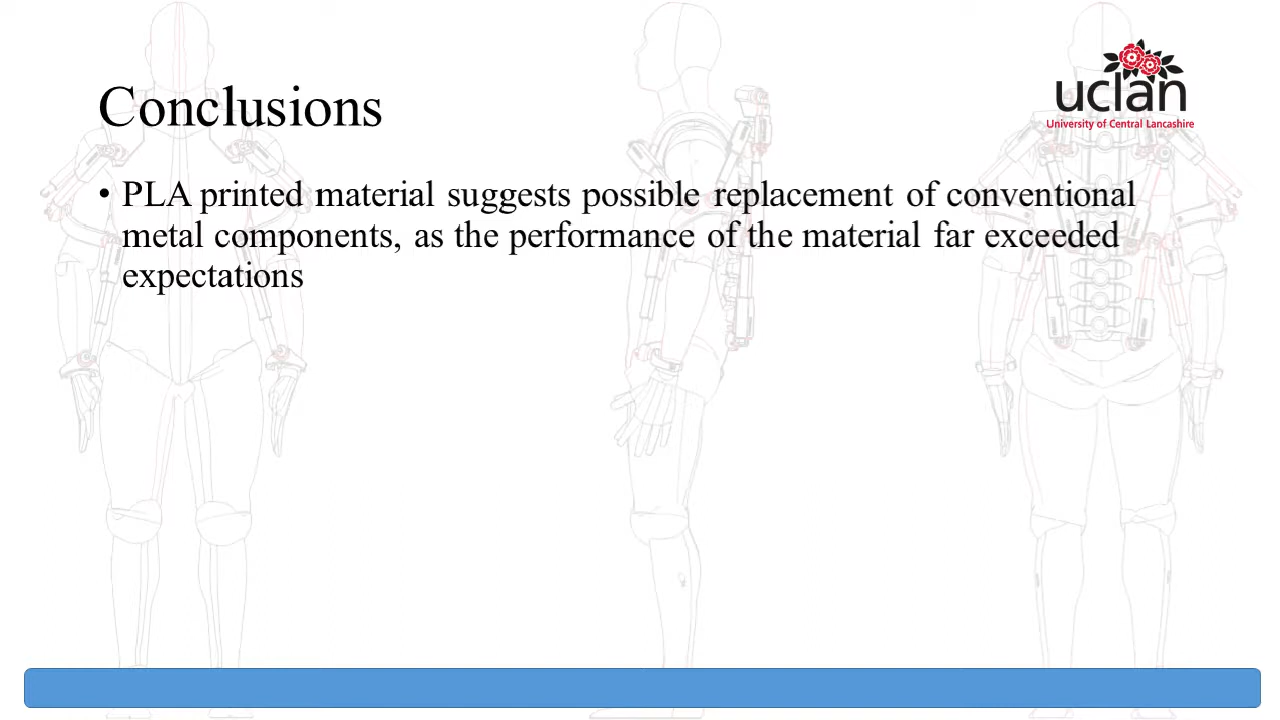 uclan
University of Central Lancashire
Conclusions
• PLA printed material suggests possible replacement of conventional
metal components, as the performance of the material far exceeded
expectations